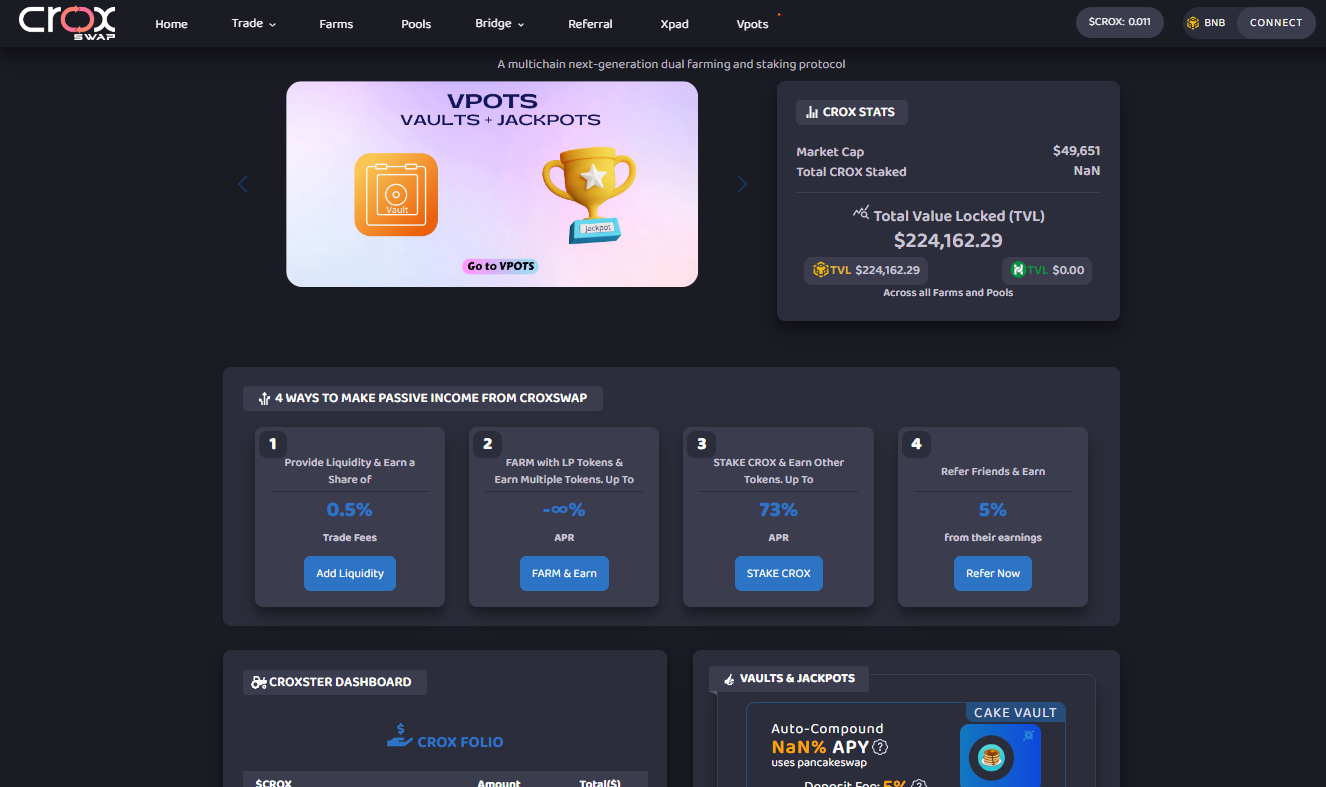 crox
SWAP
Home
Trade
Farms
Pools
Bridge
Referral
Xpad
Vpots
$CROX: 0.011
BNB
CONNECT
A multichain next-generation dual farming and staking protocol
VPOTS
VAULTS + JACKPOTS
Vault
jackpot
Go to VPOTS
CROX STATS
Market Cap
$49,651
Total CROX Staked
NaN
Total Value Locked (TVL)
$224,162.29
TVL $224,162.29
TVL $0.00
Across all Farms and Pools
4 WAYS TO MAKE PASSIVE INCOME FROM CROXSWAP
1
Provide Liquidity & Earn a
Share of
0.5%
Trade Fees
Add Liquidity
2
FARM with LP Tokens &
Earn Multiple Tokens. Up To
-∞%
APR
FARM & Earn
3
STAKE CROX & Earn Other
Tokens. Up To
73%
APR
STAKE CROX
4
Refer Friends & Earn
5%
from their earnings
Refer Now
CROXSTER DASHBOARD
$
CROX FOLIO
$CROX
Amount
Total($)
VAULTS & JACKPOTS
CAKE VAULT
Auto-Compound
NaN% APY ?
uses pancakeswap
Deposit Fee: 5% ?